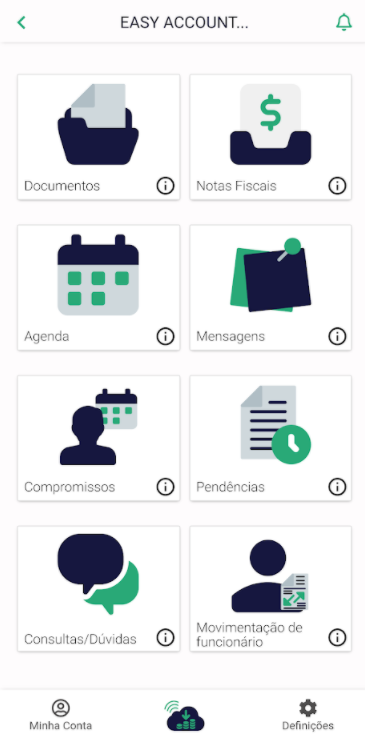 EASY ACCOUNT...
Documentos
Notas Fiscais
Agenda
Mensagens
Compromissos
Pendências
Consultas/Dúvidas
Movimentação de
funcionário
Minha Conta
Definições